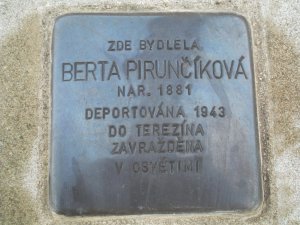 ZDE BYDLELA
BERTA PIRUNČÍKOVÁ
NAR. 1881
DEPORTOVÁNA 1943
DO TEREZÍNA
ZAVRAŽDĚNA
V OSVĚTIMI